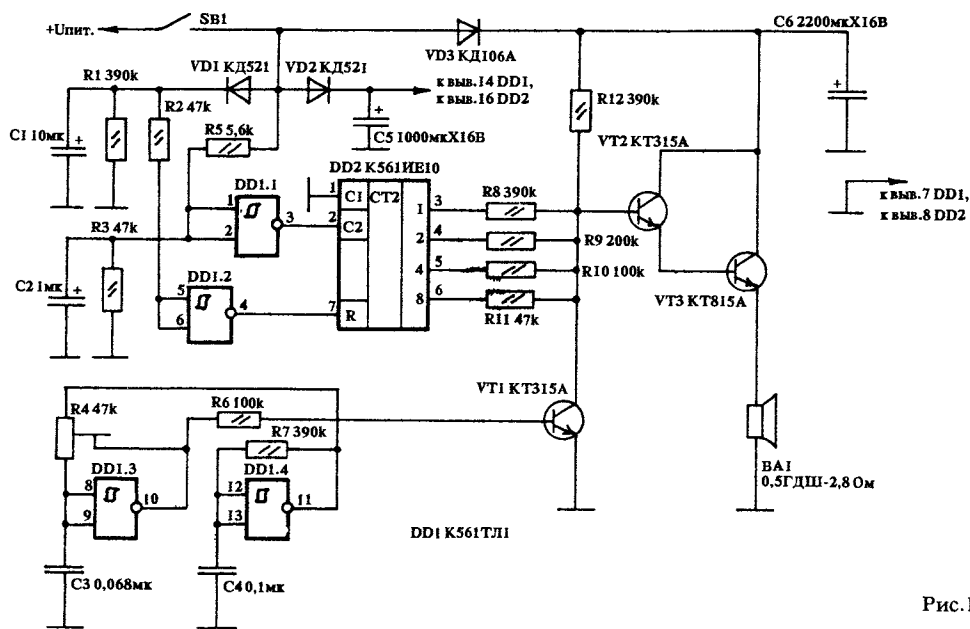 +Uпит.
SB1
C6 2200мкХ16В
VD3 КД106А
VD1 КД521
VD2 КД521
к выв.14 DD1,
к выв.16 DD2
R1 390k
R2 47k
R12 390k
C1 10мк
+
R5 5,6k
+
C5 1000мкХ16В
+
VT2 КТ315А
DD2 К561ИЕ10
DD1.1
1
2
3
1
2
C1
C2
CT2
1
2
4
8
3
4
5
6
R8 390k
R9 200k
R10 100k
R11 47k
к выв.7 DD1,
к выв.8 DD2
R3 47k
C2 1мк
+
DD1.2
5
6
4
7
R
VT3 КТ815А
VT1 КТ315А
R4 47k
R6 100k
R7 390k
DD1.3
8
9
10
DD1.4
12
13
11
BA1
0,5ГДШ-2,8 Ом
DD1 К561ТЛ1
C3 0,068мк
C4 0,1мк
Рис.1